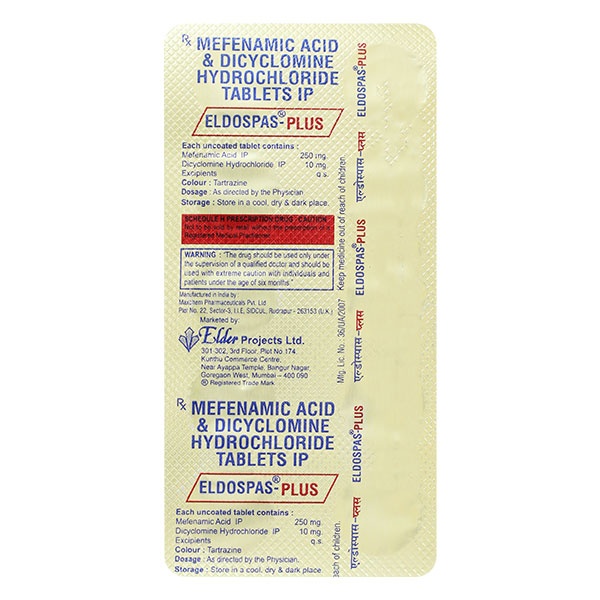 Rx MEFENAMIC ACID
& DICYCLOMINE
HYDROCHLORIDE
TABLETS IP
ELDOSPAS®-PLUS
Each uncoated tablet contains :
Mefenamic Acid IP 250 mg.
Dicyclomine Hydrochloride IP 10 mg.
Excipients q.s.
Colour : Tartrazine
Dosage : As directed by the Physician
Storage : Store in a cool, dry & dark place.
SCHEDULE H PRESCRIPTION DRUG - CAUTION
Not to be sold by retail without the prescription of a
Registered Medical Practitioner.
WARNING : "The drug should be used only under
the supervision of a qualified doctor and should be
used with extreme caution with individuals and
patients under the age of six months."
Manufactured in India by
Maxchem Pharmaceuticals Pvt. Ltd
Plot No. 22, Sector-3, I.I.E, SIDCUL, Rudrapur - 263153 (U.K.)
Marketed by:
Elder Projects Ltd.
301-302, 3rd Floor, Plot No 174
Kunthu Commerce Centre,
Near Ayappa Temple, Bangur Nagar,
Goregaon West, Mumbai – 400 090
® Registered Trade Mark
Rx MEFENAMIC ACID
& DICYCLOMINE
HYDROCHLORIDE
TABLETS IP
ELDOSPAS®-PLUS
Each uncoated tablet contains :
Mefenamic Acid IP 250 mg.
Dicyclomine Hydrochloride IP 10 mg.
Excipients q.s.
Colour : Tartrazine
Dosage : As directed by the Physician.
Storage : Store in a cool, dry & dark place
Mfg. Lic. No.: 36/UA/2007 Keep medicine out of reach of children.
each of children.
ELDOSPAS®-PLUS
एल्डोस्पास-प्लस
ELDOSPAS®-PLUS
एल्डोस्पास-प्लस
ELDOSPAS®-PLUS
एल्डोस्पास-प्लस